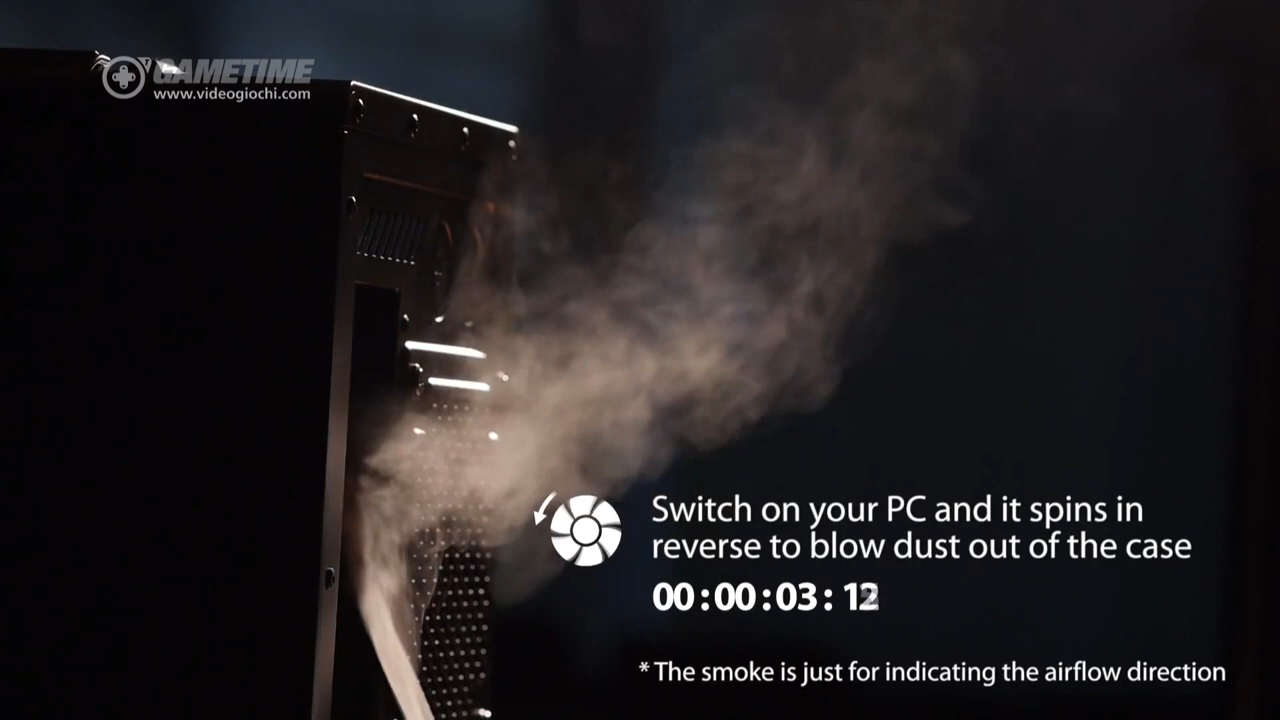 GAMETIME
www.videogiochi.com
Switch on your PC and it spins in
reverse to blow dust out of the case
00:00:03:12
* The smoke is just for indicating the airflow direction